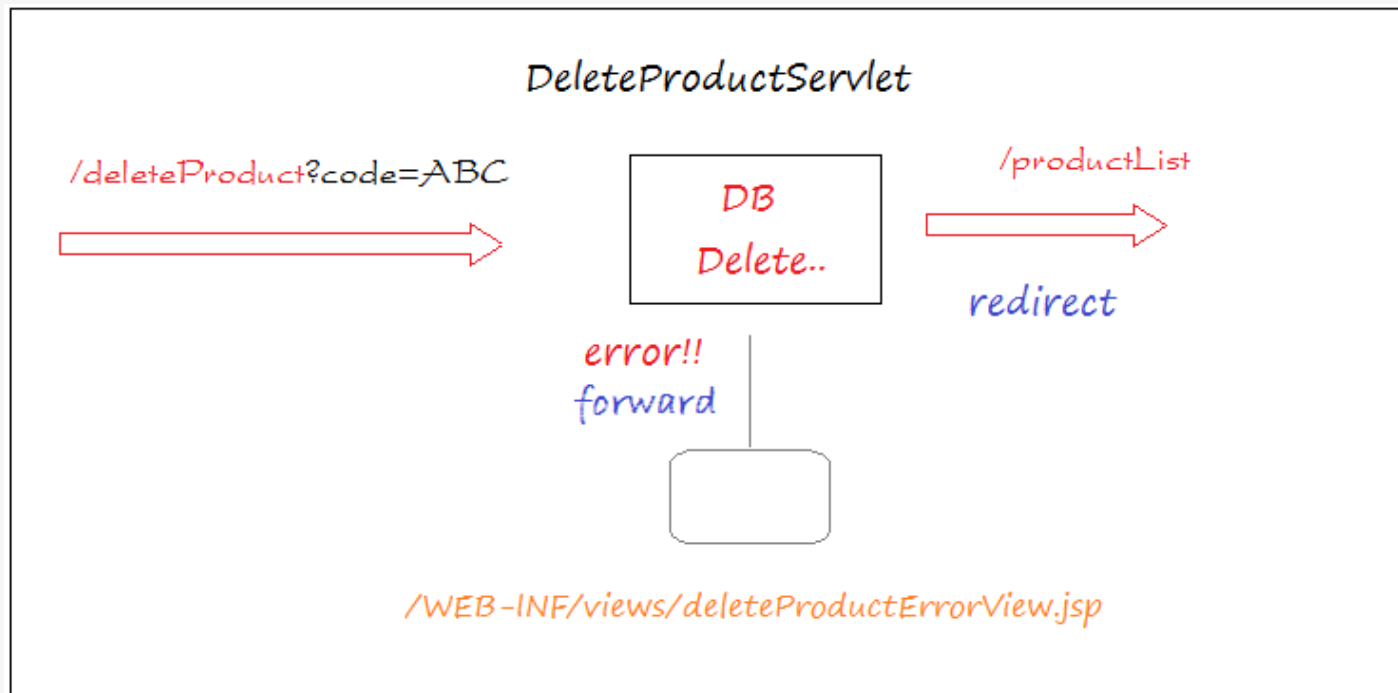 DeleteProductServlet
/deleteProduct?code=ABC
DB
Delete..
/productList
redirect
error!!
forward
/WEB-INF/views/deleteProductErrorView.jsp